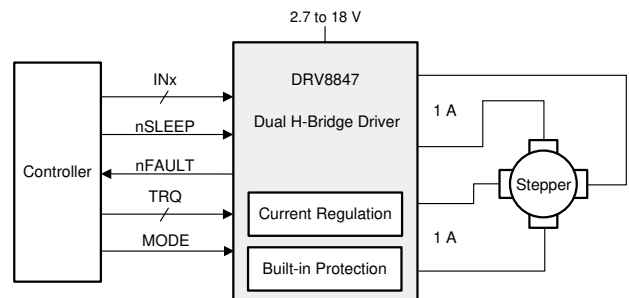 2.7 to 18 V
DRV8847
Dual H-Bridge Driver
Controller
INx
nSLEEP
nFAULT
TRQ
MODE
Current Regulation
Built-in Protection
1 A
1 A
Stepper